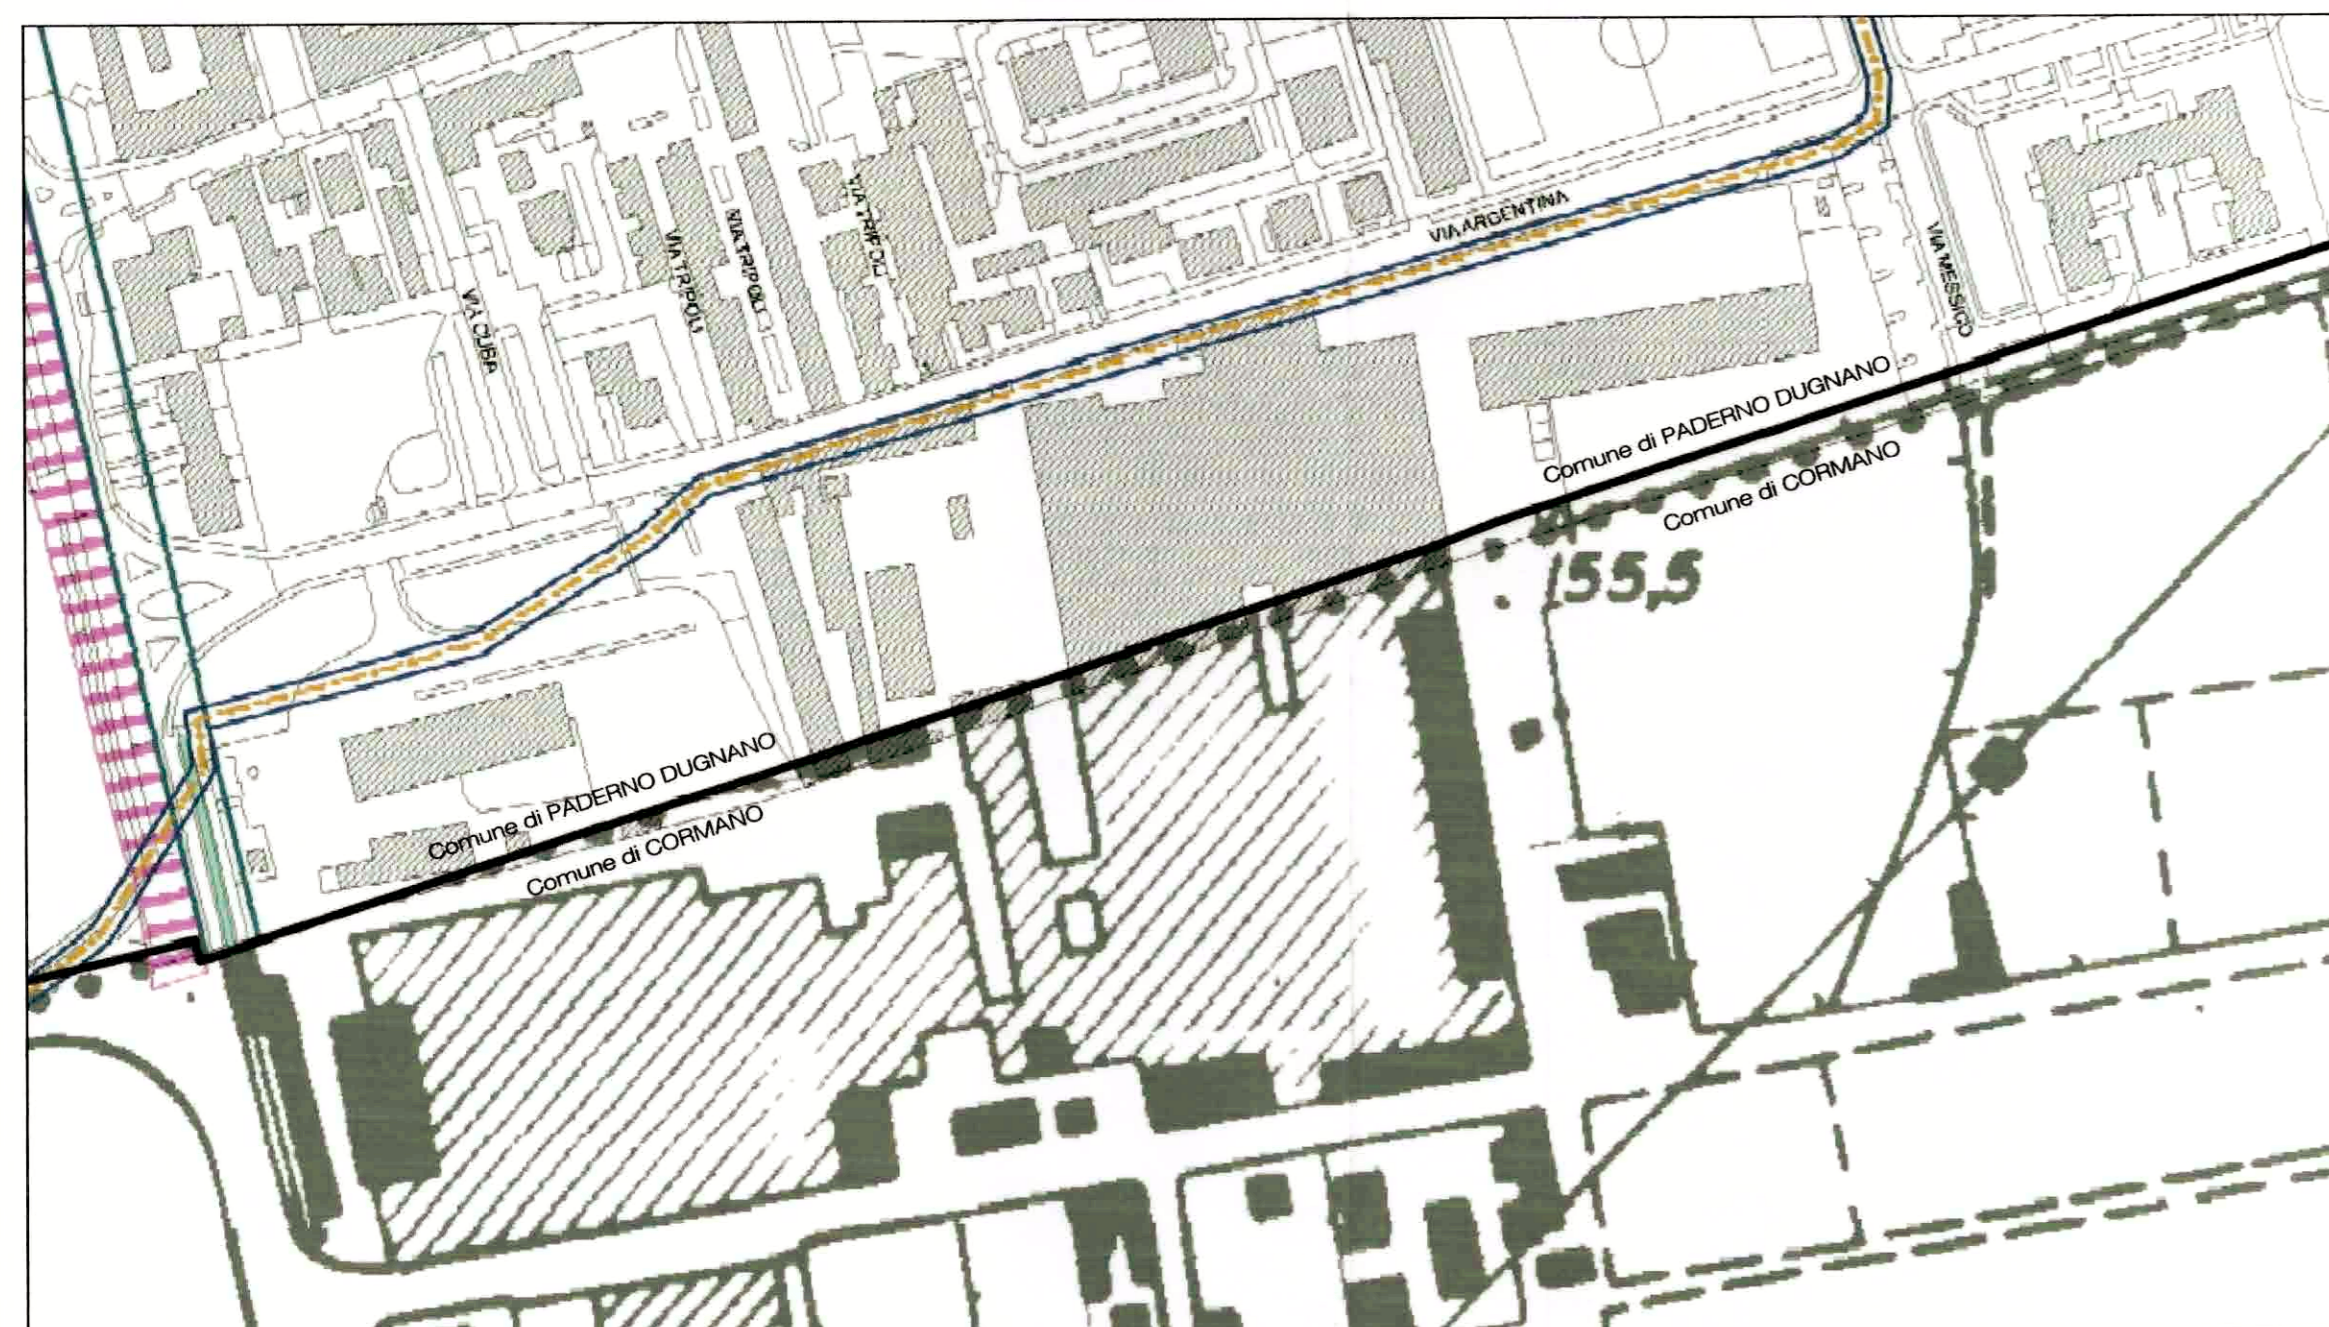 VIA TRIPOLI
VIA TRIPOLI
VIA TRIPOLI
VIA ARGENTINA
VIA MESSICO
VIA CUBA
Comune di PADERNO DUGNANO
Comune di CORMANO
155,5
Comune di PADERNO DUGNANO
Comune di CORMANO